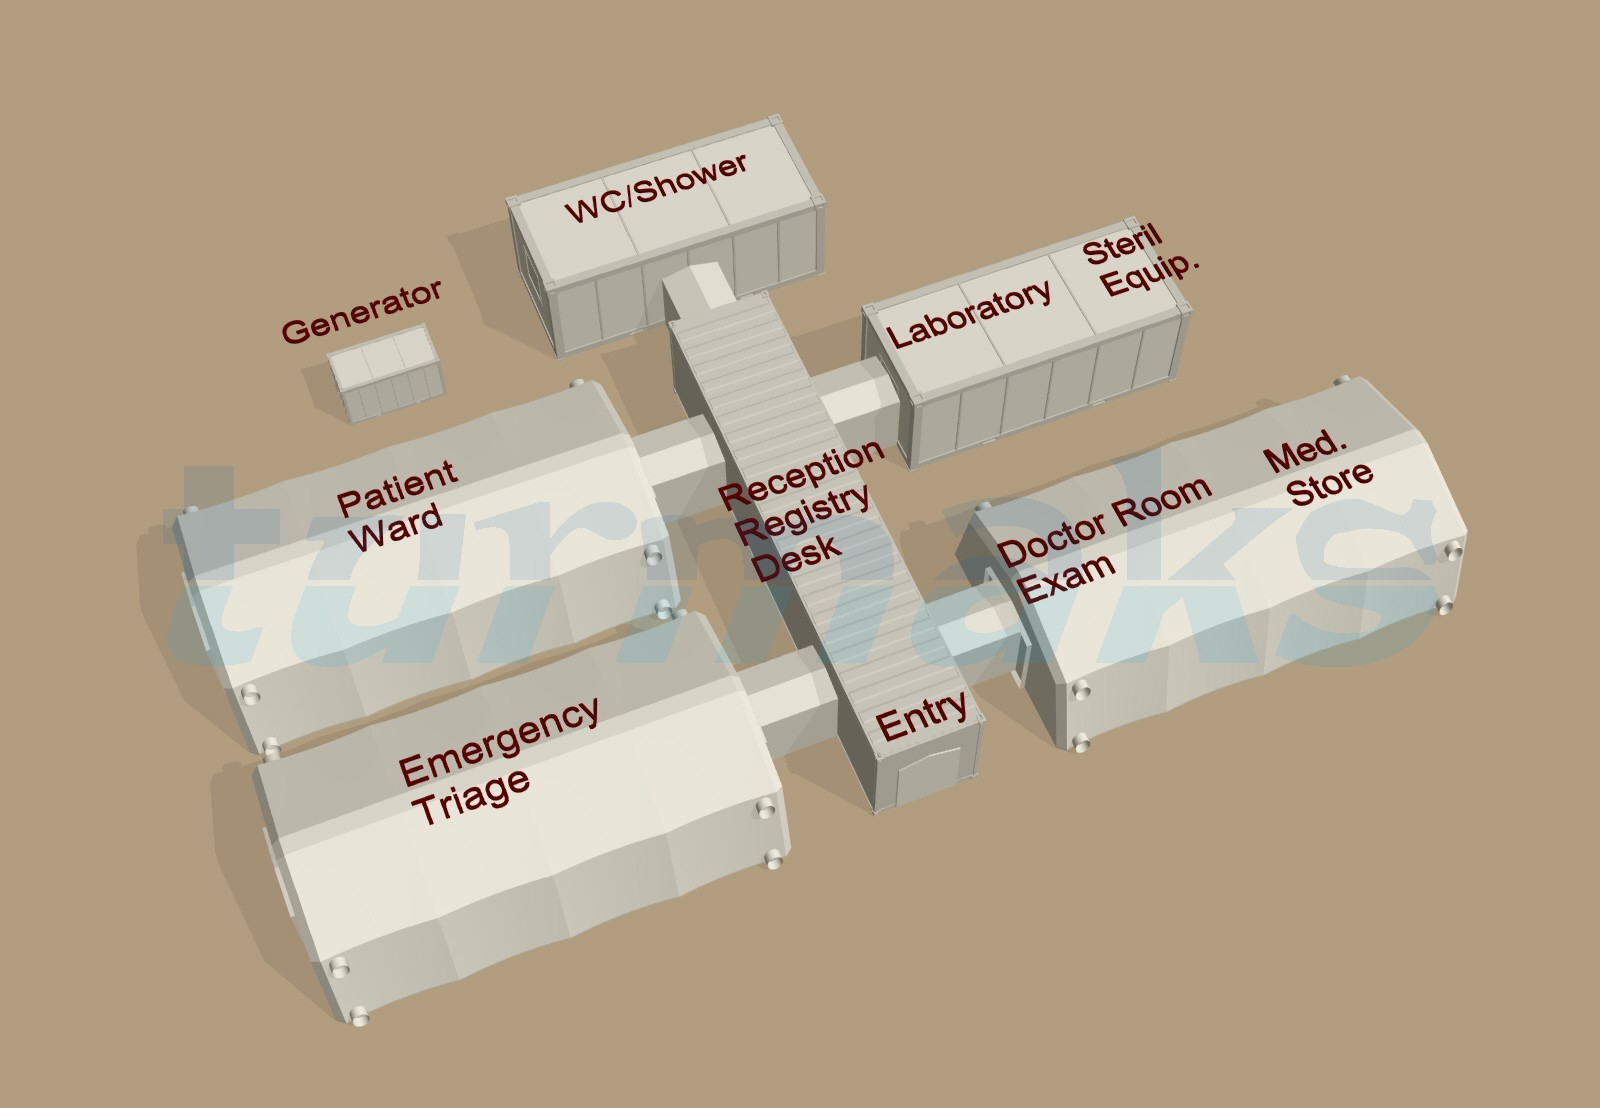 WC/Shower
Steril
Equip.
Laboratory
Generator
Patient
Ward
Reception
Registry
Desk
Med.
Store
Doctor Room
Exam
Emergency
Triage
Entry
turmaks